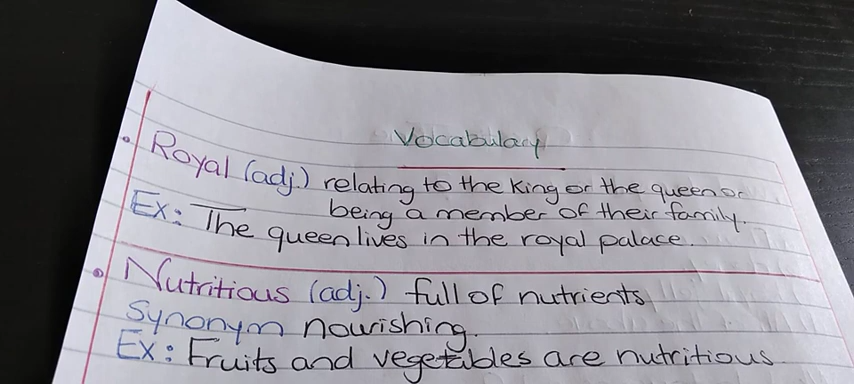 Vocabulary
• Royal (adj.) relating to the King or the queen or
being a member of their family.
Ex: The queen lives in the royal palace.
• Nutritious (adj.) full of nutrients
Synonym nourishing.
Ex: Fruits and vegetables are nutritious